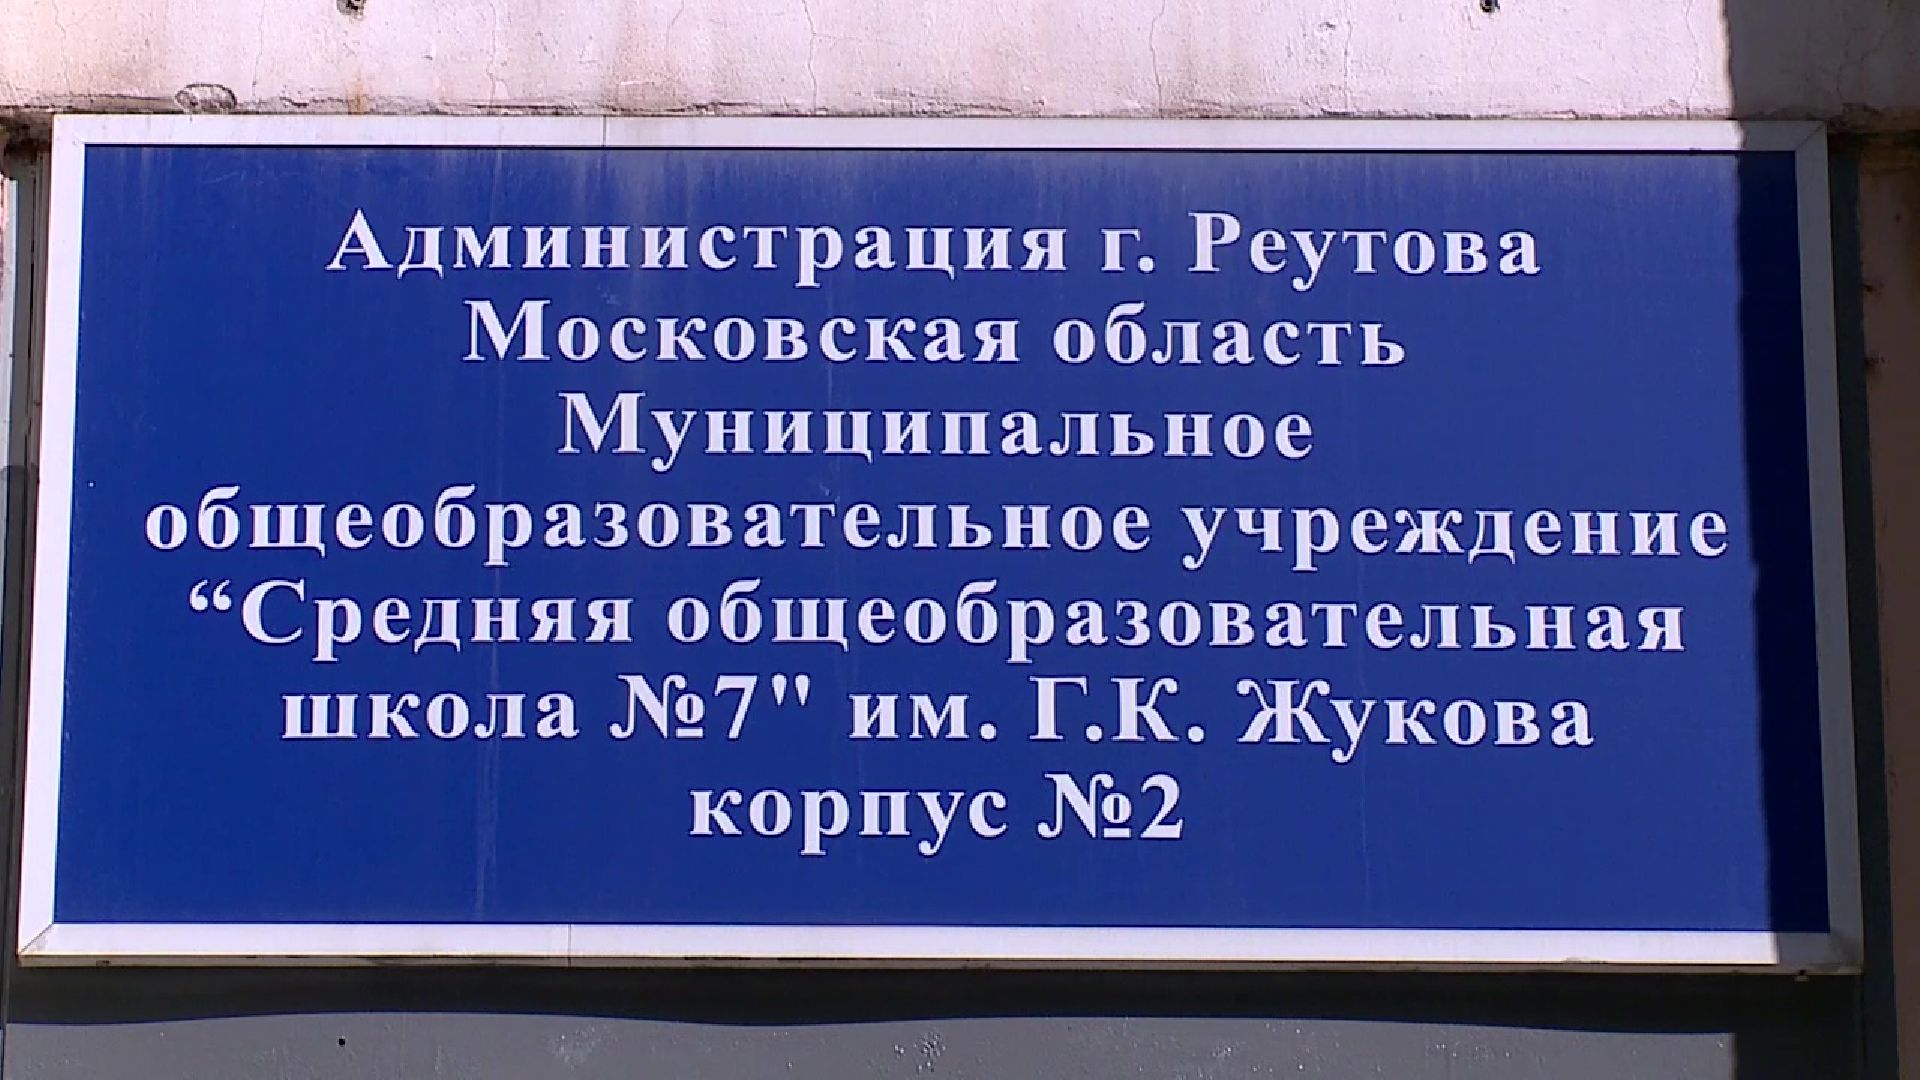 Администрация г. Реутова
Московская область
Муниципальное
общеобразовательное учреждение
“Средняя общеобразовательная
школа №7" им. Г.К. Жукова
корпус №2